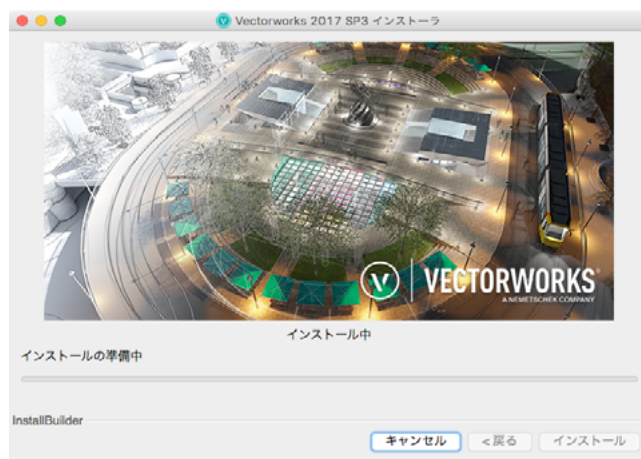 Vectorworks 2017 SP3 インストーラ
VECTORWORKS
A NEMETSCHEK COMPANY
インストール中
インストールの準備中
InstallBuilder
キャンセル
<戻る
インストール